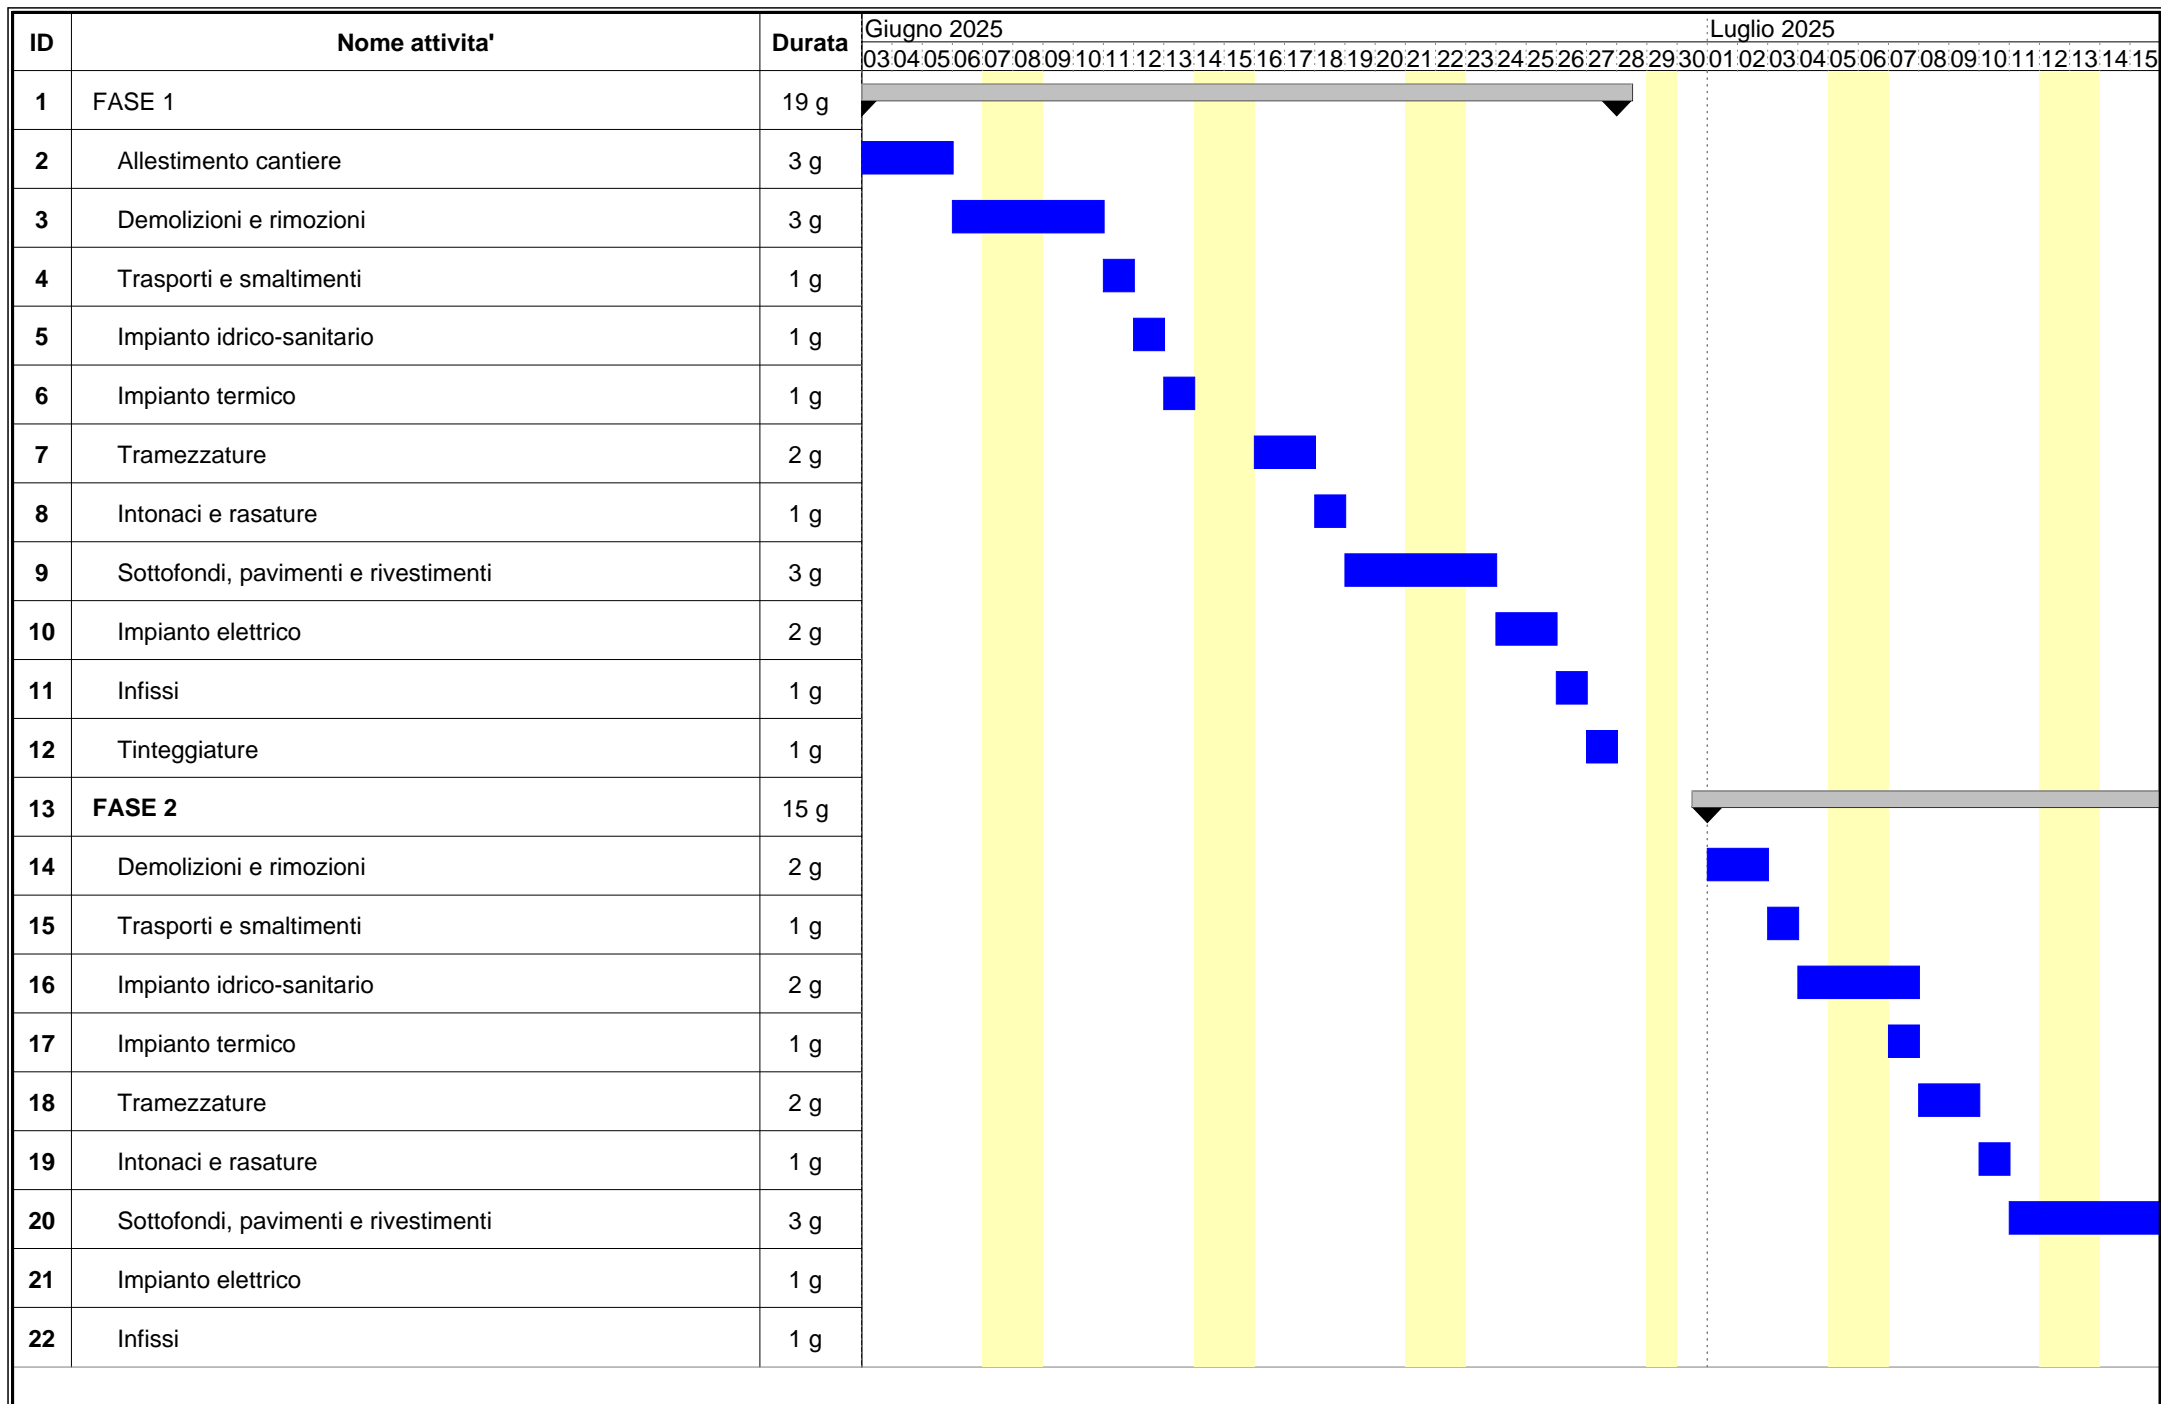 ID Nome attivita' Durata Giugno 2025 Luglio 2025
03 04 05 06 07 08 09 10 11 12 13 14 15 16 17 18 19 20 21 22 23 24 25 26 27 28 29 30 01 02 03 04 05 06 07 08 09 10 11 12 13 14 15
1 FASE 1 19 g
2 Allestimento cantiere 3 g
3 Demolizioni e rimozioni 3 g
4 Trasporti e smaltimenti 1 g
5 Impianto idrico-sanitario 1 g
6 Impianto termico 1 g
7 Tramezzature 2 g
8 Intonaci e rasature 1 g
9 Sottofondi, pavimenti e rivestimenti 3 g
10 Impianto elettrico 2 g
11 Infissi 1 g
12 Tinteggiature 1 g
13 FASE 2 15 g
14 Demolizioni e rimozioni 2 g
15 Trasporti e smaltimenti 1 g
16 Impianto idrico-sanitario 2 g
17 Impianto termico 1 g
18 Tramezzature 2 g
19 Intonaci e rasature 1 g
20 Sottofondi, pavimenti e rivestimenti 3 g
21 Impianto elettrico 1 g
22 Infissi 1 g